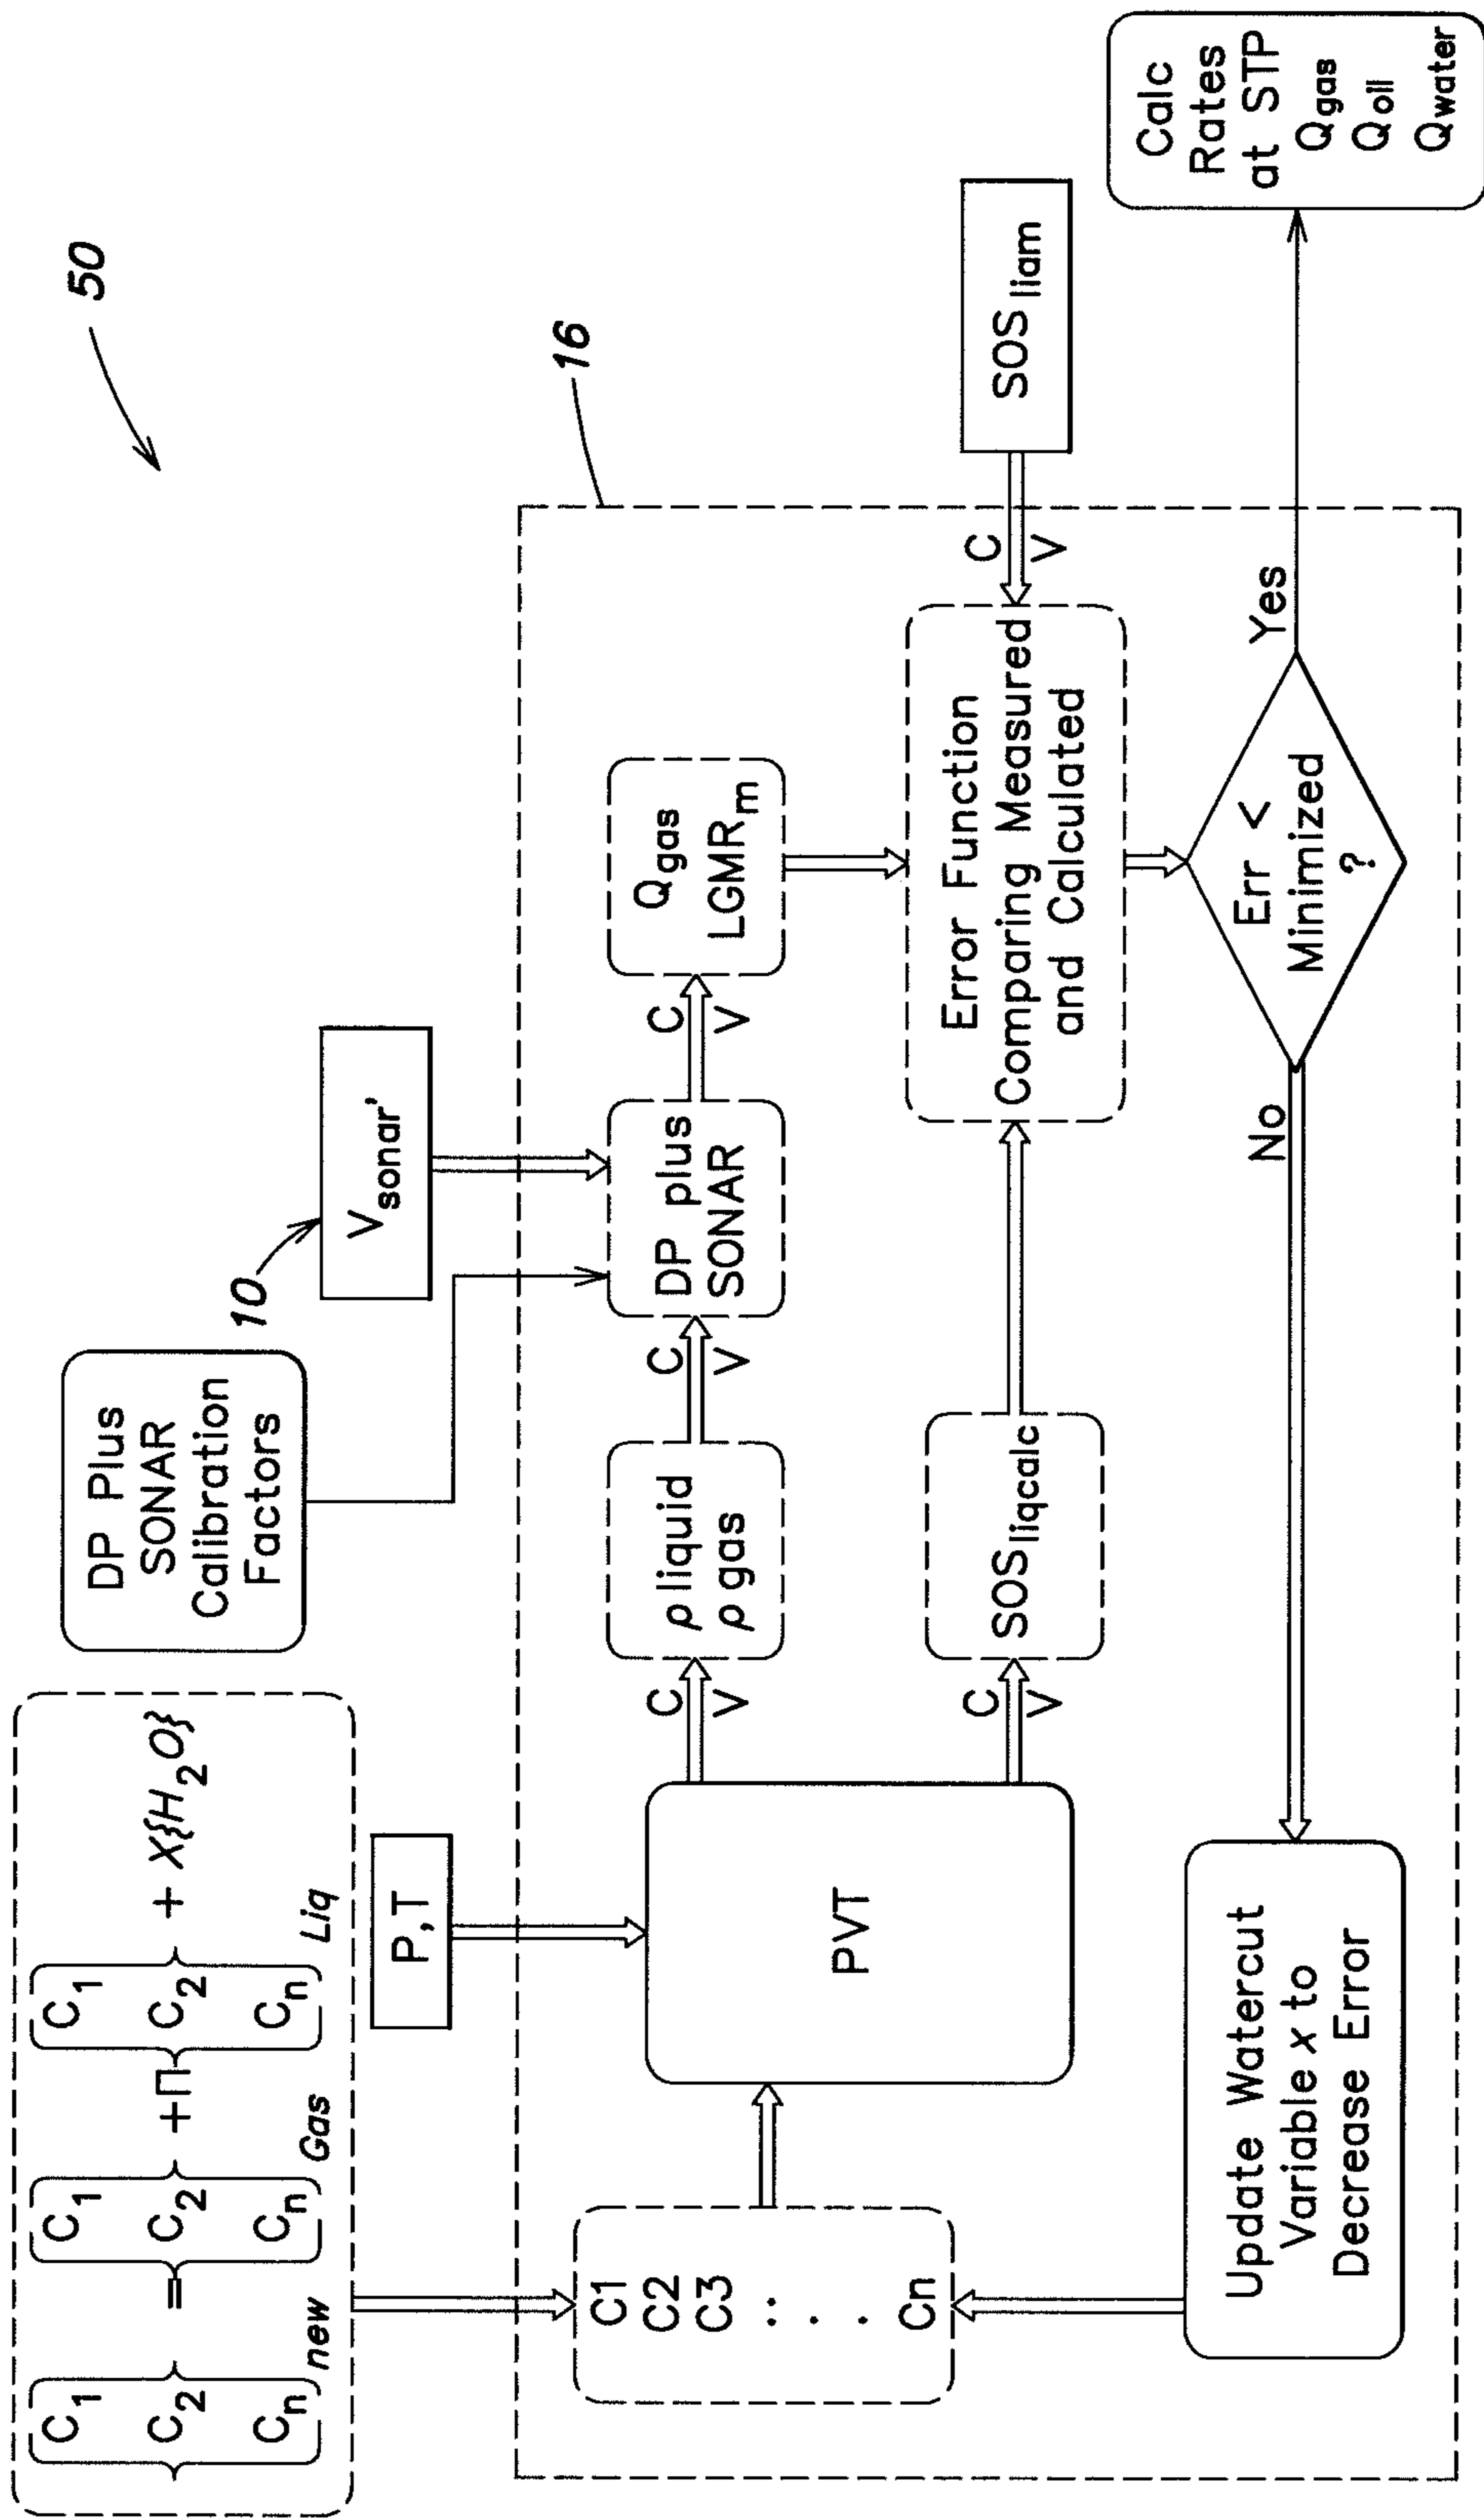 50
{C1 C2 Cn}new = {C1 C2 Cn}Gas +Π {C1 C2 Cn}Liq + X{H2O}
DP Plus
SONAR
Calibration
Factors
10
Vsonar'
P,T
16
C1
C2
C3
:
.
.
Cn
PVT
C
V
ρ liquid
ρ gas
C
V
DP plus
SONAR
C
V
Qgas
LGMRm
C
V
SOSliqcalc
Error Function
Comparing Measured
and Calculated
C
V
SOSliam
Err <
Minimized
?
No
Yes
Update Watercut
Variable x to
Decrease Error
Calc
Rates
at STP
Qgas
Qoil
Qwater